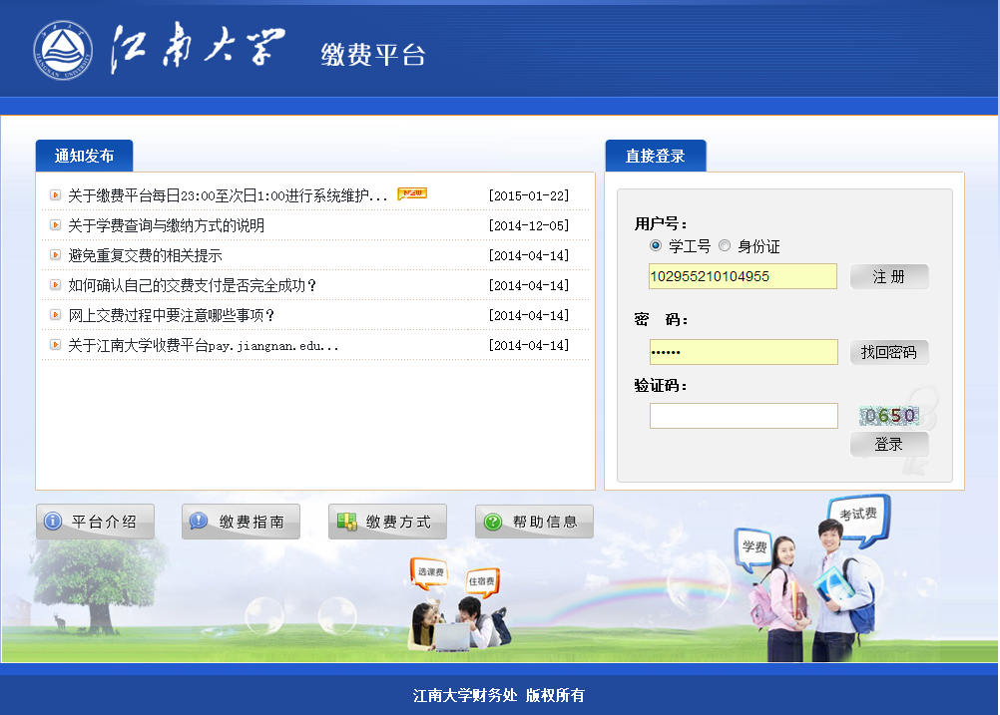 江南大学 缴费平台
通知发布
关于缴费平台每日23:00至次日1:00进行系统维护... NEW [2015-01-22]
关于学费查询与缴纳方式的说明 [2014-12-05]
避免重复交费的相关提示 [2014-04-14]
如何确认自己的交费支付是否完全成功？ [2014-04-14]
网上交费过程中要注意哪些事项？ [2014-04-14]
关于江南大学收费平台pay.jiangnan.edu... [2014-04-14]
直接登录
用户号：
学工号 身份证
102955210104955 注 册
密 码：
•••••• 找回密码
验证码：
0650
登录
平台介绍 缴费指南 缴费方式 帮助信息
考试费
学费
选课费
住宿费
江南大学财务处 版权所有